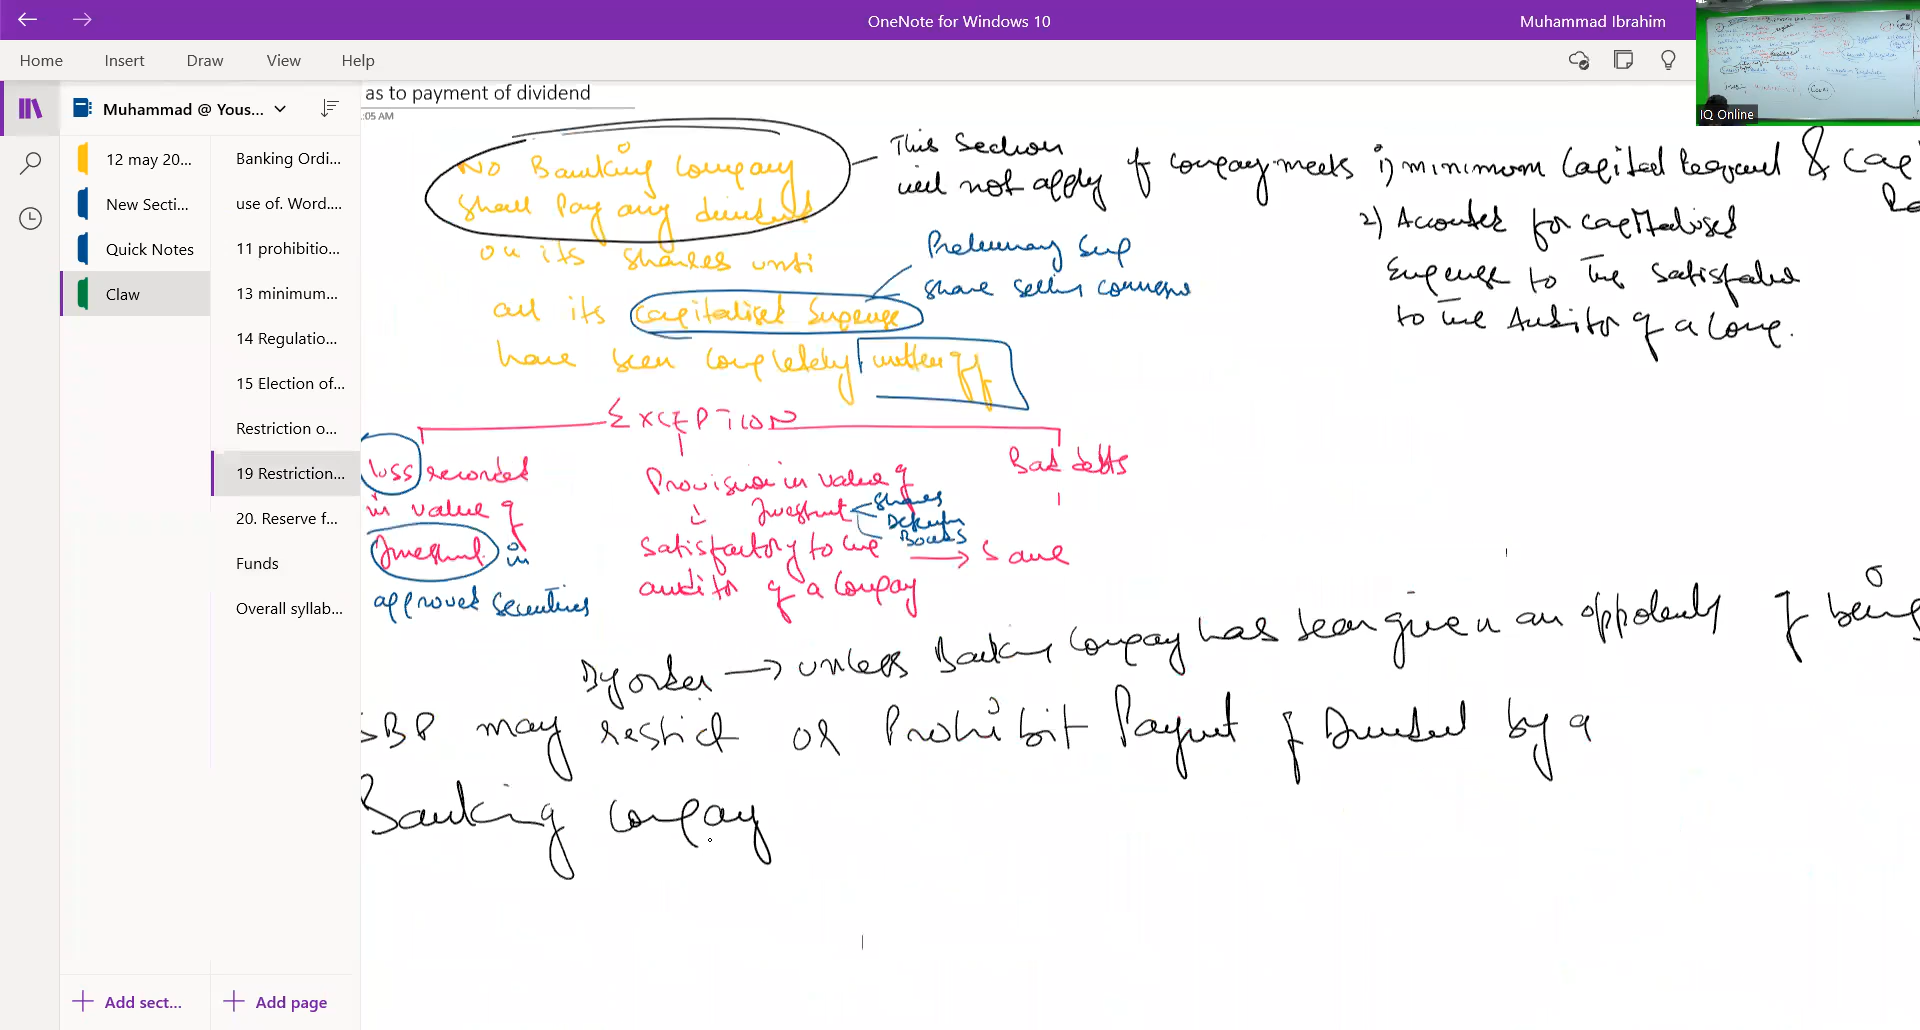 OneNote for Windows 10
Muhammad Ibrahim
Home Insert Draw View Help
IQ Online
Muhammad @ Yous...
12 may 20...
New Secti...
Quick Notes
Claw
Banking Ordi...
use of. Word....
11 prohibitio...
13 minimum...
14 Regulatio...
15 Election of...
Restriction o...
19 Restriction...
20. Reserve f...
Funds
Overall syllab...
Add sect...
Add page
as to payment of dividend
:05 AM
No Banking Company
shall pay any dividend
on its shares until
all its capitalised expense
have been completely written off
This section
will not apply if company meets i) minimum capital &
2) Accounted for capitalised
expense to the satisfaction
to the Auditor of a comp.
Preliminary exp
share selling
EXCEPTION
loss recorded
in value of
Investment in
approved securities
Provision in value of
Investment
shares
Bonds
satisfactory to the
auditor of a company
Bad debts
Same
By order → unless Banking company has been given an opportunity of being
SBP may restrict or Prohibit Payment of Dividend by a
Banking company